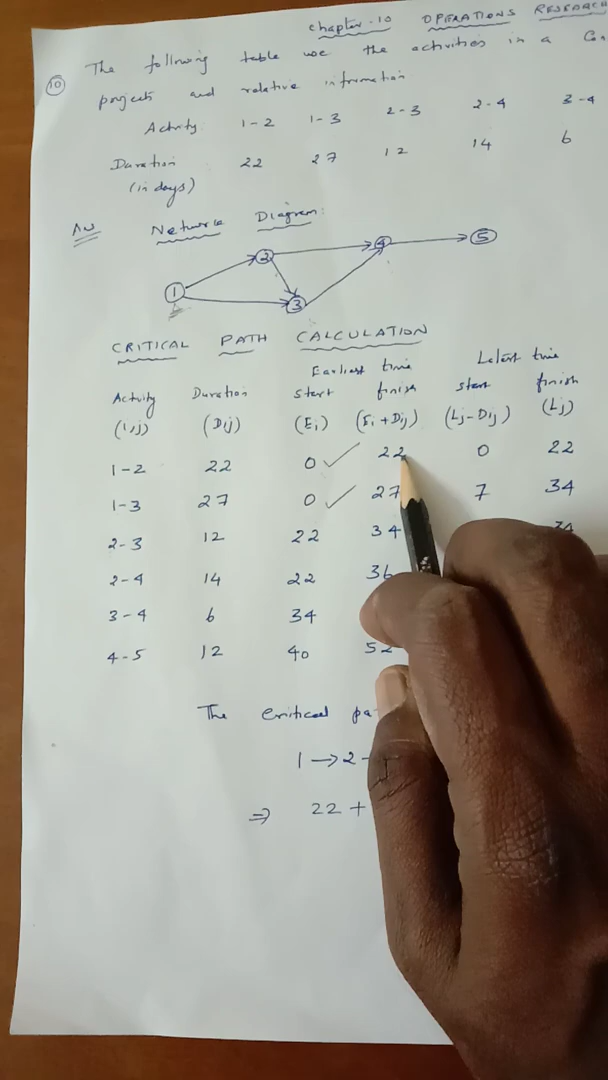 Chapter-10 OPERATIONS RESEARCH
10 The following table use the activities in a
project and relative information.
Activity: 1-2 1-3 2-3 2-4 3-4
Duration 22 27 12 14 6
(in days)
Network Diagram:
1 2 3 4 5
CRITICAL PATH CALCULATION
Earliest time Latest time
Activity Duration start finish start finish
(i,j) (Dij) (Ei) (Ei + Dij) (Lj - Dij) (Lj)
1-2 22 0 ✓ 22 0 22
1-3 27 0 ✓ 27 7 34
2-3 12 22 34 34
2-4 14 22 36
3-4 6 34
4-5 12 40 52
The critical
1 → 2
⇒ 22 +